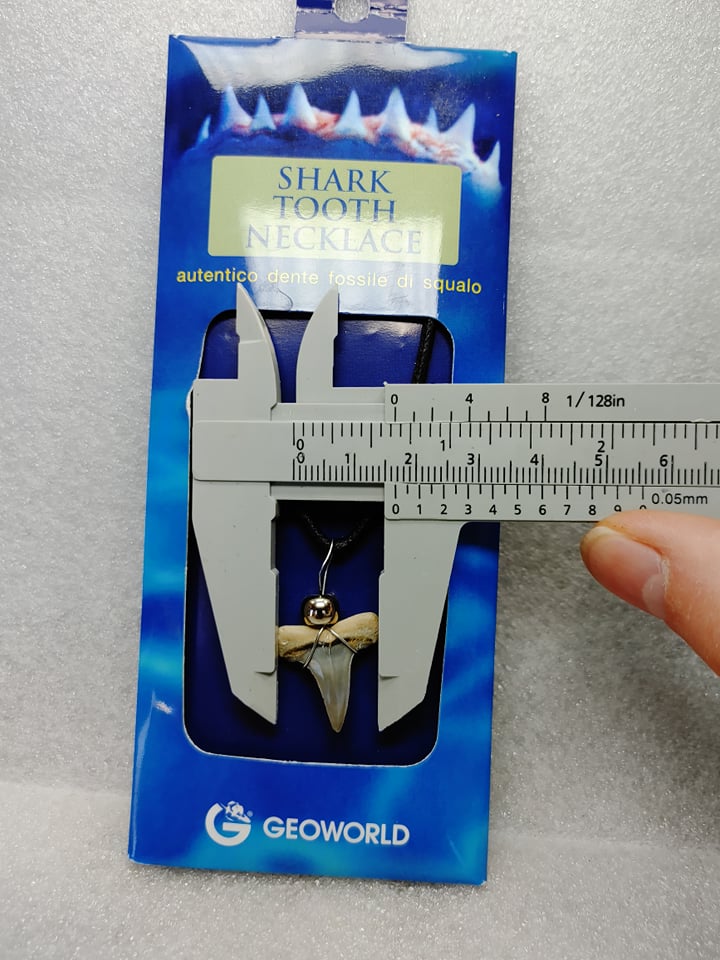 SHARK
TOOTH
NECKLACE
autentico dente fossile di squalo
0 4 8 1/128in
0 1 2
0 1 2 3 4 5 6
0 1 2 3 4 5 6 7 8 9 0.05mm
G GEOWORLD